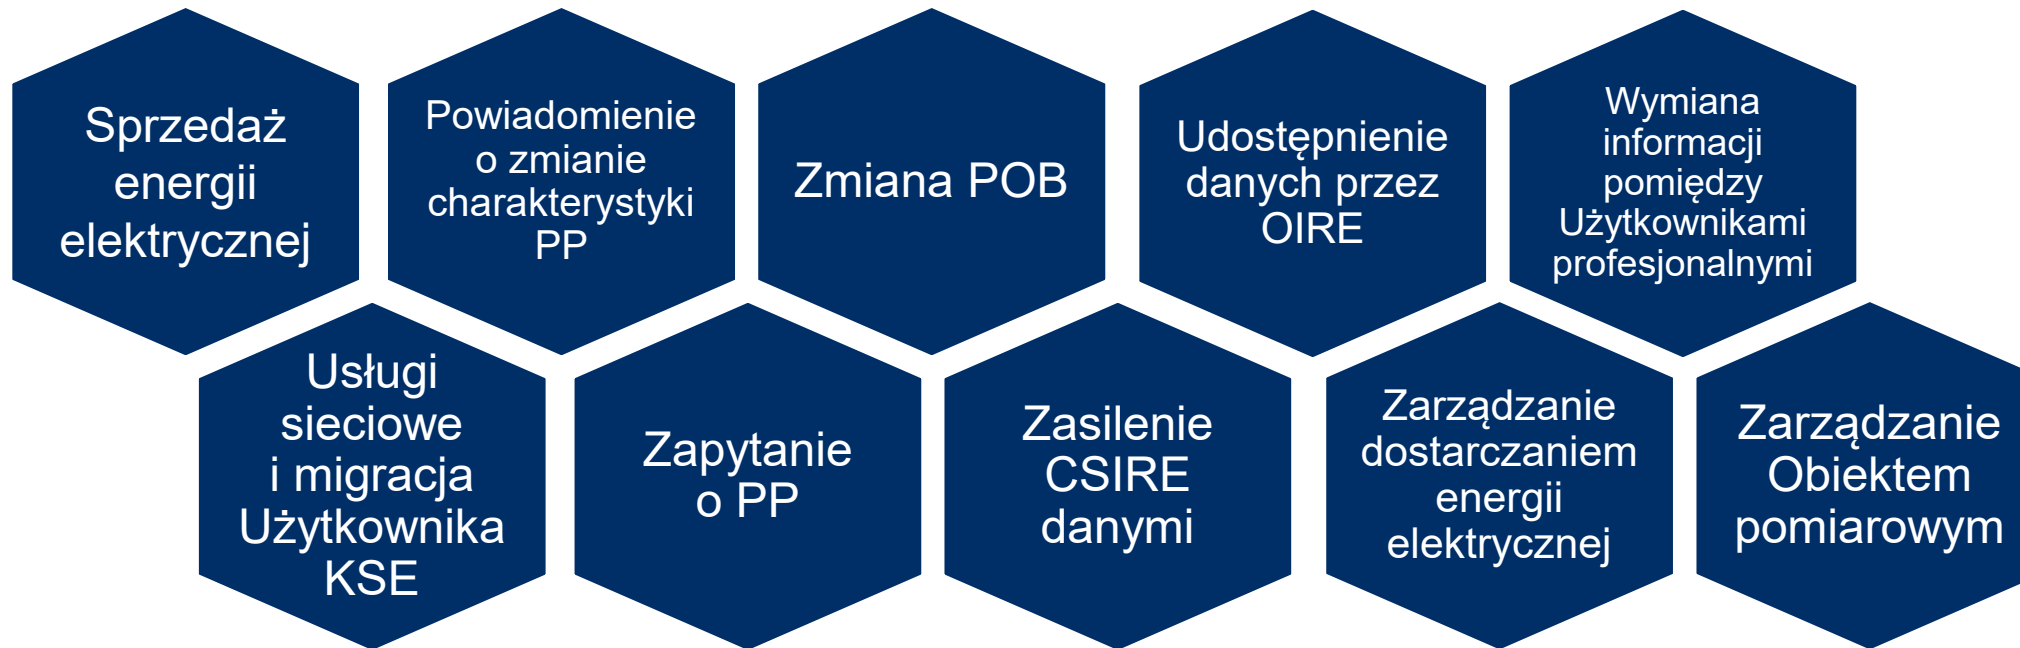 Sprzedaż
energii
elektrycznej
Powiadomienie
o zmianie
charakterystyki
PP
Zmiana POB
Udostępnienie
danych przez
OIRE
Wymiana
informacji
pomiędzy
Użytkownikami
profesjonalnymi
Usługi
sieciowe
i migracja
Użytkownika
KSE
Zapytanie
o PP
Zasilenie
CSIRE
danymi
Zarządzanie
dostarczaniem
energii
elektrycznej
Zarządzanie
Obiektem
pomiarowym